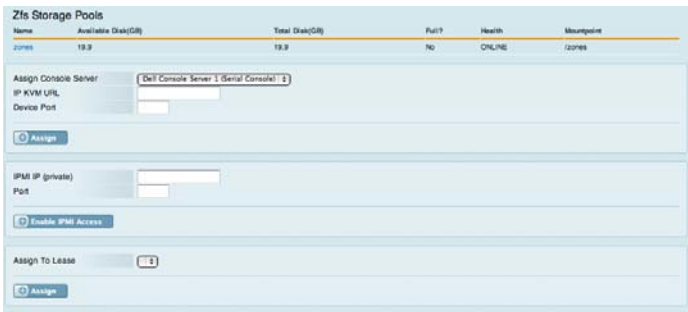 Zfs Storage Pools
Name Available Disk(GB) Total Disk(GB) Full? Health Mountpoint
zones 19.9 19.9 No ONLINE /zones
Assign Console Server Dell Console Server 1 (Serial Console)
IP KVM URL
Device Port
Assign
IPMI IP (private)
Port
Enable IPMI Access
Assign To Lease
Assign